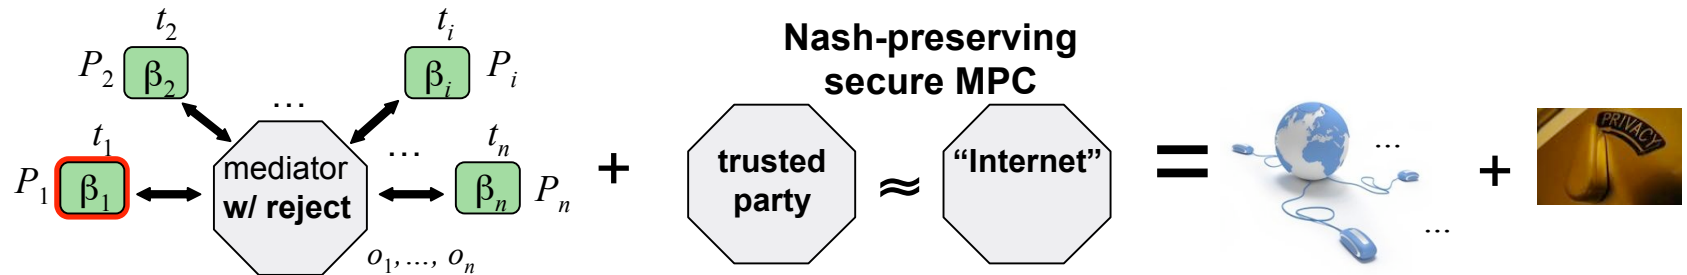 t₂
P₂ β₂
tᵢ
βᵢ Pᵢ
...
t₁
P₁ β₁
mediator
w/ reject
...
tₙ
βₙ Pₙ
o₁,..., oₙ
+
Nash-preserving
secure MPC
trusted
party
≈
“Internet”
=
...
...
+
PRIVACY